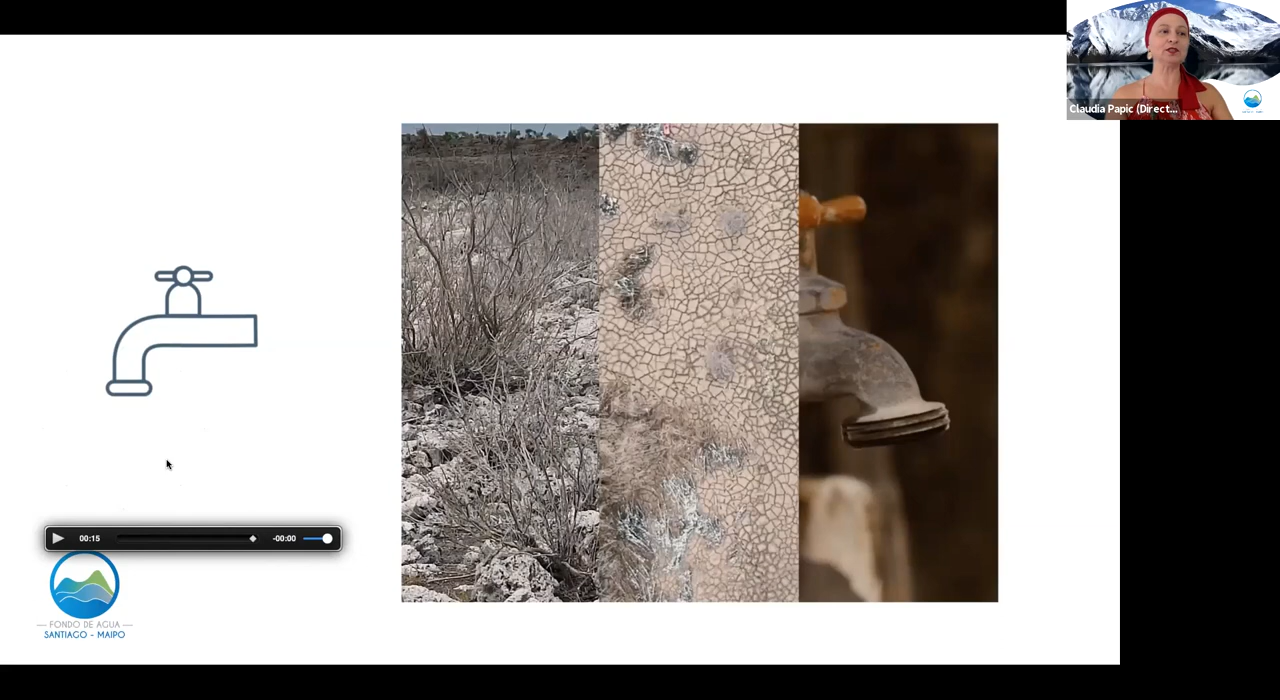 Claudia Papic (Direct...
00:15
-00:00
FONDO DE AGUA
SANTIAGO - MAIPO